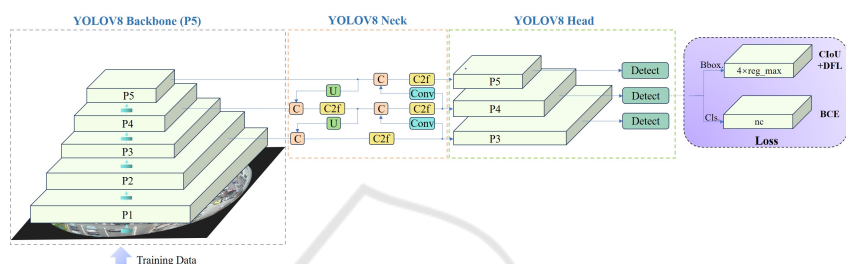 YOLOV8 Backbone (P5)
YOLOV8 Neck
YOLOV8 Head
P5
P4
P3
P2
P1
Training Data
C
C2f
U
Conv
C
C2f
C
C2f
U
Conv
C
C2f
P5
P4
P3
Detect
Detect
Detect
Bbox.
4×reg_max
CIoU
+DFL
Cls.
nc
BCE
Loss